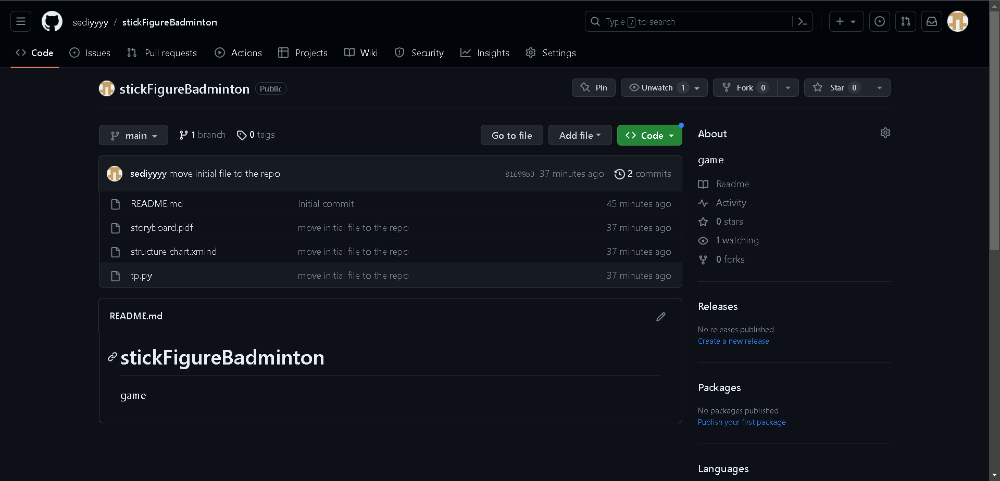 sediyyyy / stickFigureBadminton
Type / to search
Code Issues Pull requests Actions Projects Wiki Security Insights Settings
stickFigureBadminton Public
Pin Unwatch 1 Fork 0 Star 0
main 1 branch 0 tags
Go to file Add file Code
sediyyyy move initial file to the repo 81699b3 37 minutes ago 2 commits
README.md Initial commit 45 minutes ago
storyboard.pdf move initial file to the repo 37 minutes ago
structure chart.xmind move initial file to the repo 37 minutes ago
tp.py move initial file to the repo 37 minutes ago
README.md
stickFigureBadminton
game
About
game
Readme
Activity
0 stars
1 watching
0 forks
Releases
No releases published
Create a new release
Packages
No packages published
Publish your first package
Languages